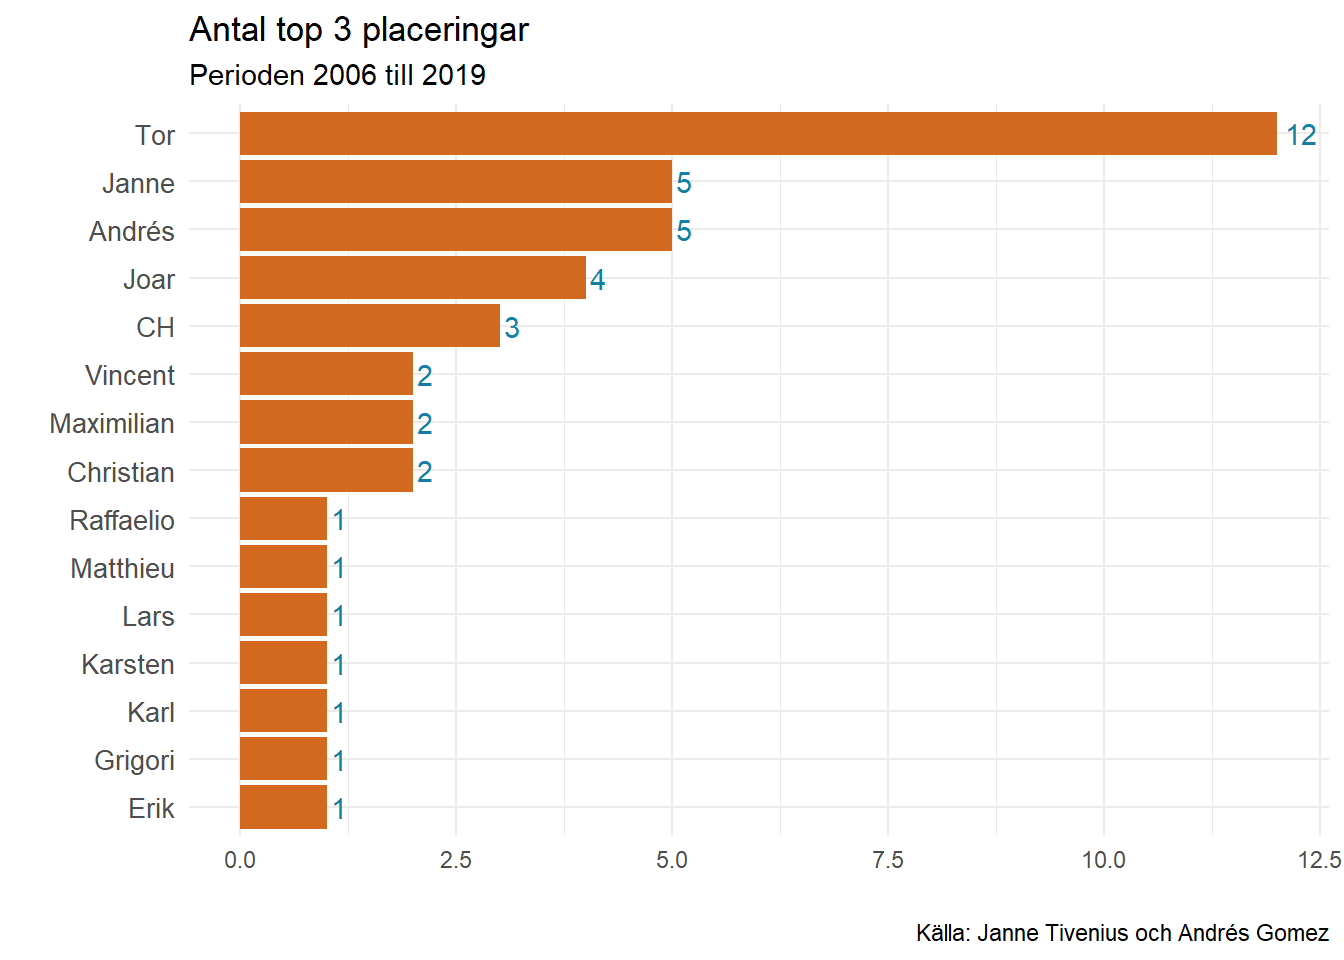 Antal top 3 placeringar
Perioden 2006 till 2019
Tor 12
Janne 5
Andrés 5
Joar 4
CH 3
Vincent 2
Maximilian 2
Christian 2
Raffaelio 1
Matthieu 1
Lars 1
Karsten 1
Karl 1
Grigori 1
Erik 1
0.0 2.5 5.0 7.5 10.0 12.5
Källa: Janne Tivenius och Andrés Gomez